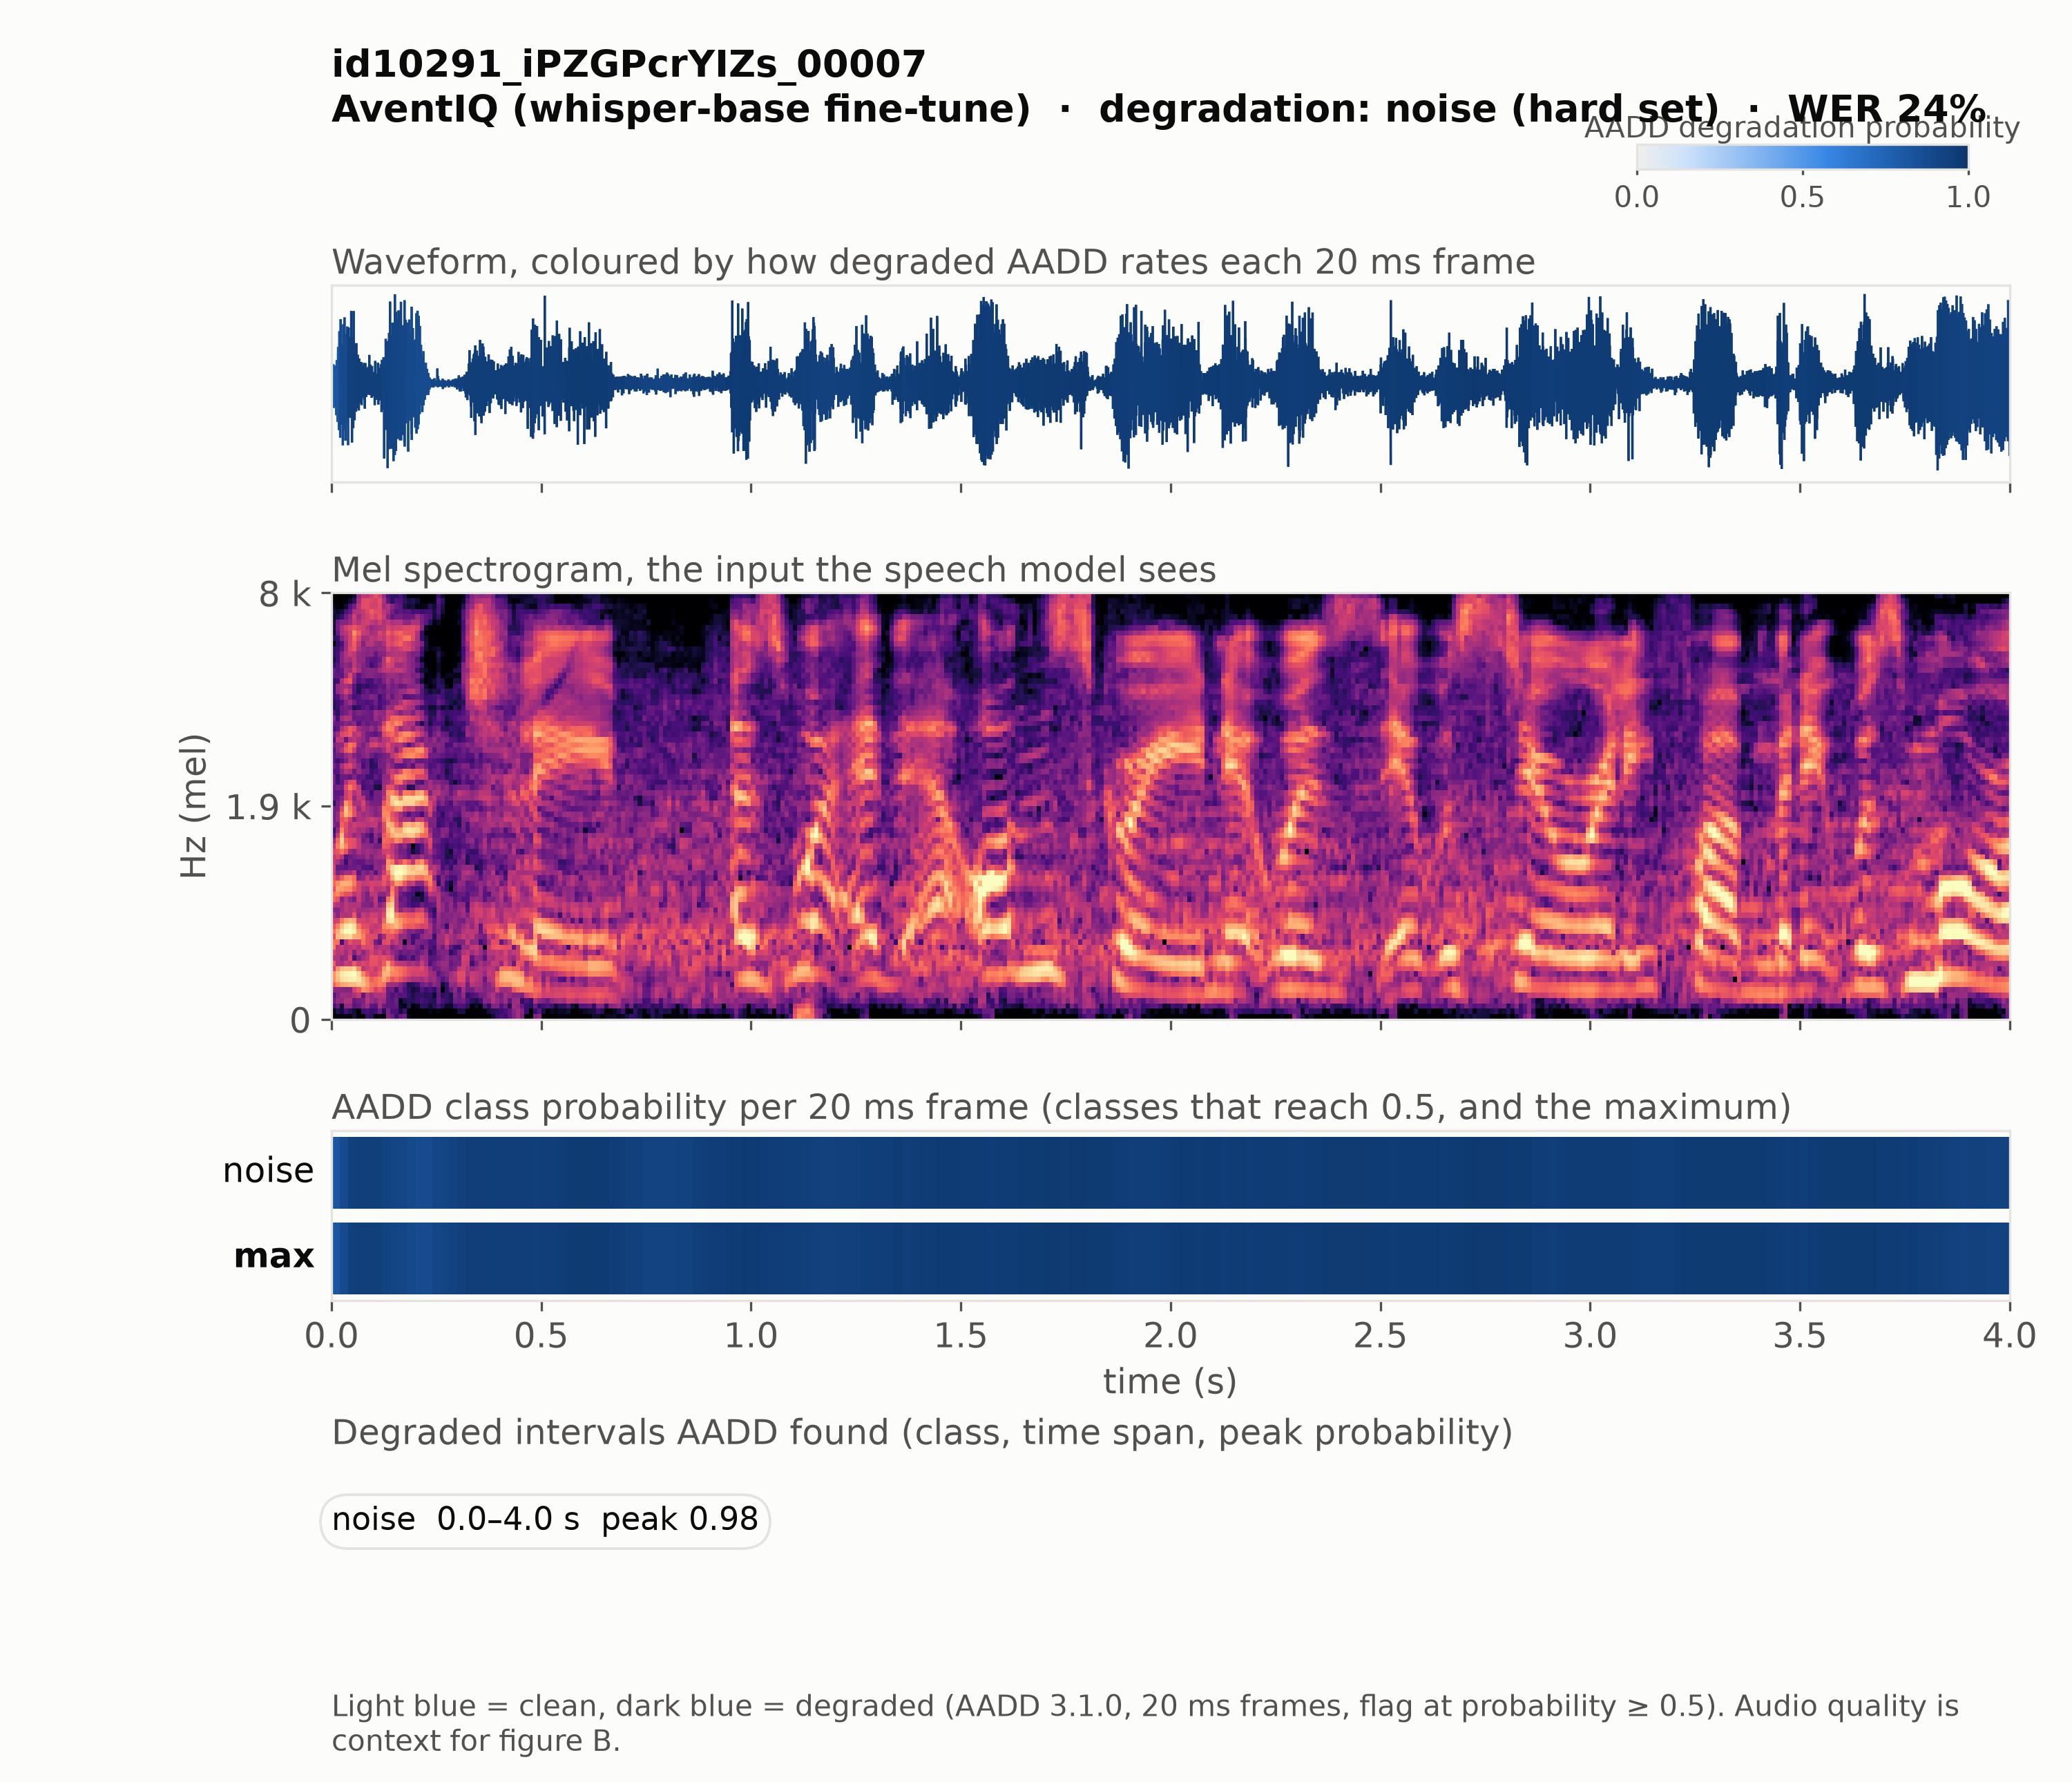 id10291_iPZGPcrYIZs_00007
AventIQ (whisper-base fine-tune)  ·  degradation: noise (hard set)  ·  WER 24%
AADD degradation probability
0.0 0.5 1.0
Waveform, coloured by how degraded AADD rates each 20 ms frame
Mel spectrogram, the input the speech model sees
8 k
1.9 k
0
Hz (mel)
AADD class probability per 20 ms frame (classes that reach 0.5, and the maximum)
noise
max
0.0 0.5 1.0 1.5 2.0 2.5 3.0 3.5 4.0
time (s)
Degraded intervals AADD found (class, time span, peak probability)
noise  0.0–4.0 s  peak 0.98
Light blue = clean, dark blue = degraded (AADD 3.1.0, 20 ms frames, flag at probability ≥ 0.5). Audio quality is
context for figure B.